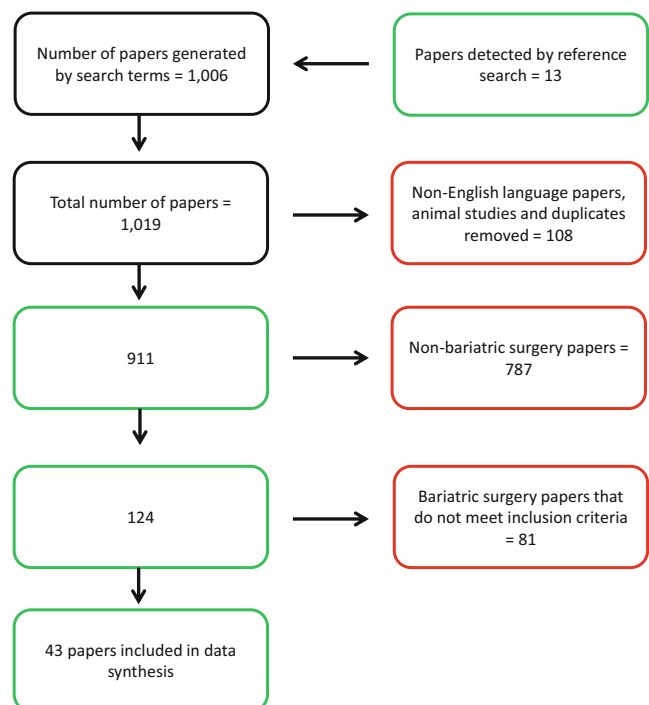 Number of papers generated
by search terms = 1,006
Papers detected by reference
search = 13
Total number of papers =
1,019
Non-English language papers,
animal studies and duplicates
removed = 108
911
Non-bariatric surgery papers =
787
124
Bariatric surgery papers that
do not meet inclusion criteria
= 81
43 papers included in data
synthesis